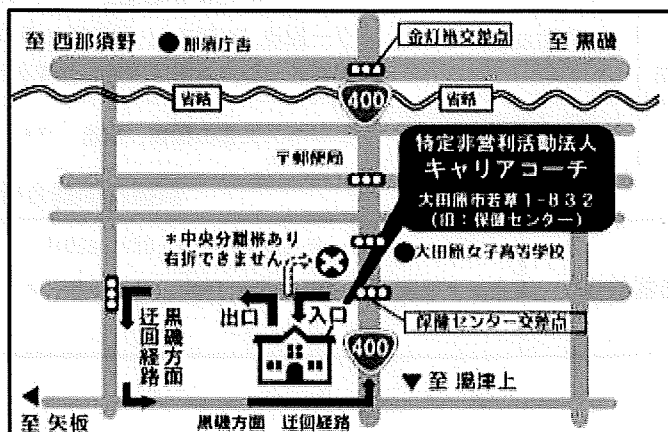 至 西那須野
●那須庁舎
金灯籠交差点
至 黒磯
省略
400
省略
〒郵便局
特定非営利活動法人
キャリアコーチ
大田原市若草1-832
(旧:保健センター)
*中央分離帯あり
右折できません
●大田原女子高等学校
出口
入口
保健センター交差点
黒磯方面
迂回経路
400
▼至 湯津上
至 矢板
黒磯方面 迂回経路